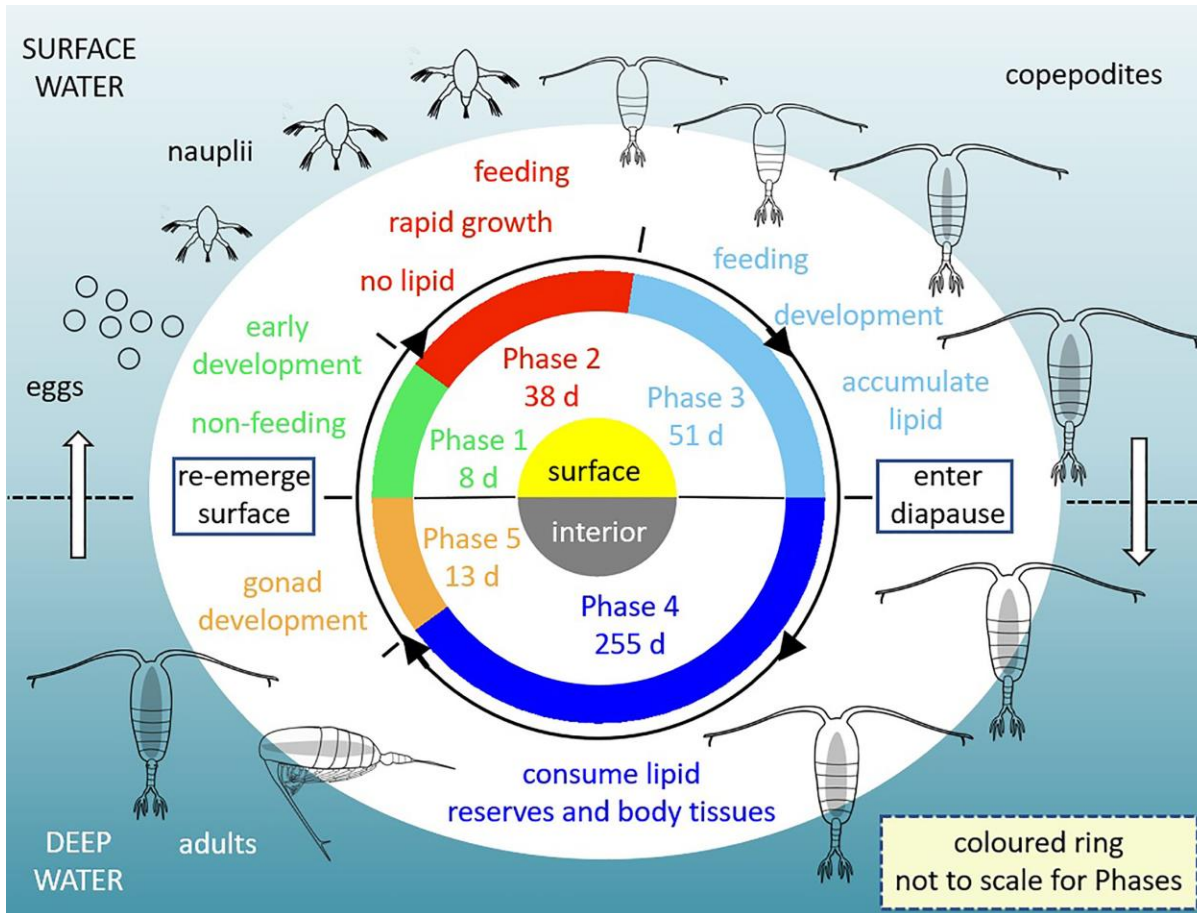 SURFACE
WATER
nauplii
eggs
copepodites
feeding
rapid growth
no lipid
early
development
non-feeding
re-emerge
surface
feeding
development
accumulate
lipid
enter
diapause
Phase 2
38 d
Phase 3
51 d
Phase 1
8 d
surface
interior
Phase 5
13 d
Phase 4
255 d
gonad
development
consume lipid
reserves and body tissues
DEEP
WATER
adults
coloured ring
not to scale for Phases